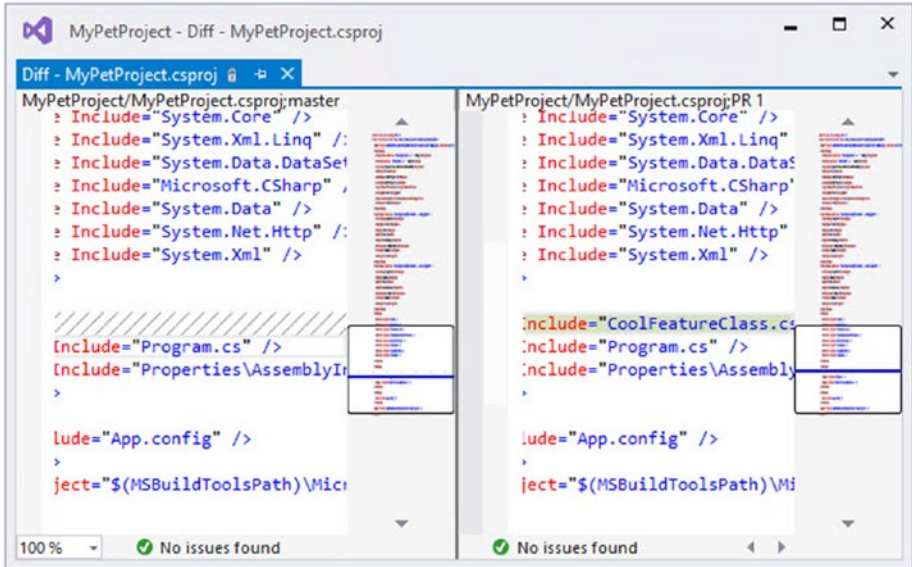 MyPetProject - Diff - MyPetProject.csproj
Diff - MyPetProject.csproj
MyPetProject/MyPetProject.csproj;master
e Include="System.Core" />
e Include="System.Xml.Linq" />
e Include="System.Data.DataSet
e Include="Microsoft.CSharp" /
e Include="System.Data" />
e Include="System.Net.Http" />
e Include="System.Xml" />
>
Include="Program.cs" />
Include="Properties\AssemblyIn
>
lude="App.config" />
>
ject="$(MSBuildToolsPath)\Micr
100 %
No issues found
MyPetProject/MyPetProject.csproj;PR 1
e Include="System.Core" />
e Include="System.Xml.Linq"
e Include="System.Data.DataS
e Include="Microsoft.CSharp"
e Include="System.Data" />
e Include="System.Net.Http"
e Include="System.Xml" />
>
Include="CoolFeatureClass.cs
Include="Program.cs" />
Include="Properties\Assembly
>
lude="App.config" />
>
ject="$(MSBuildToolsPath)\Mi
No issues found